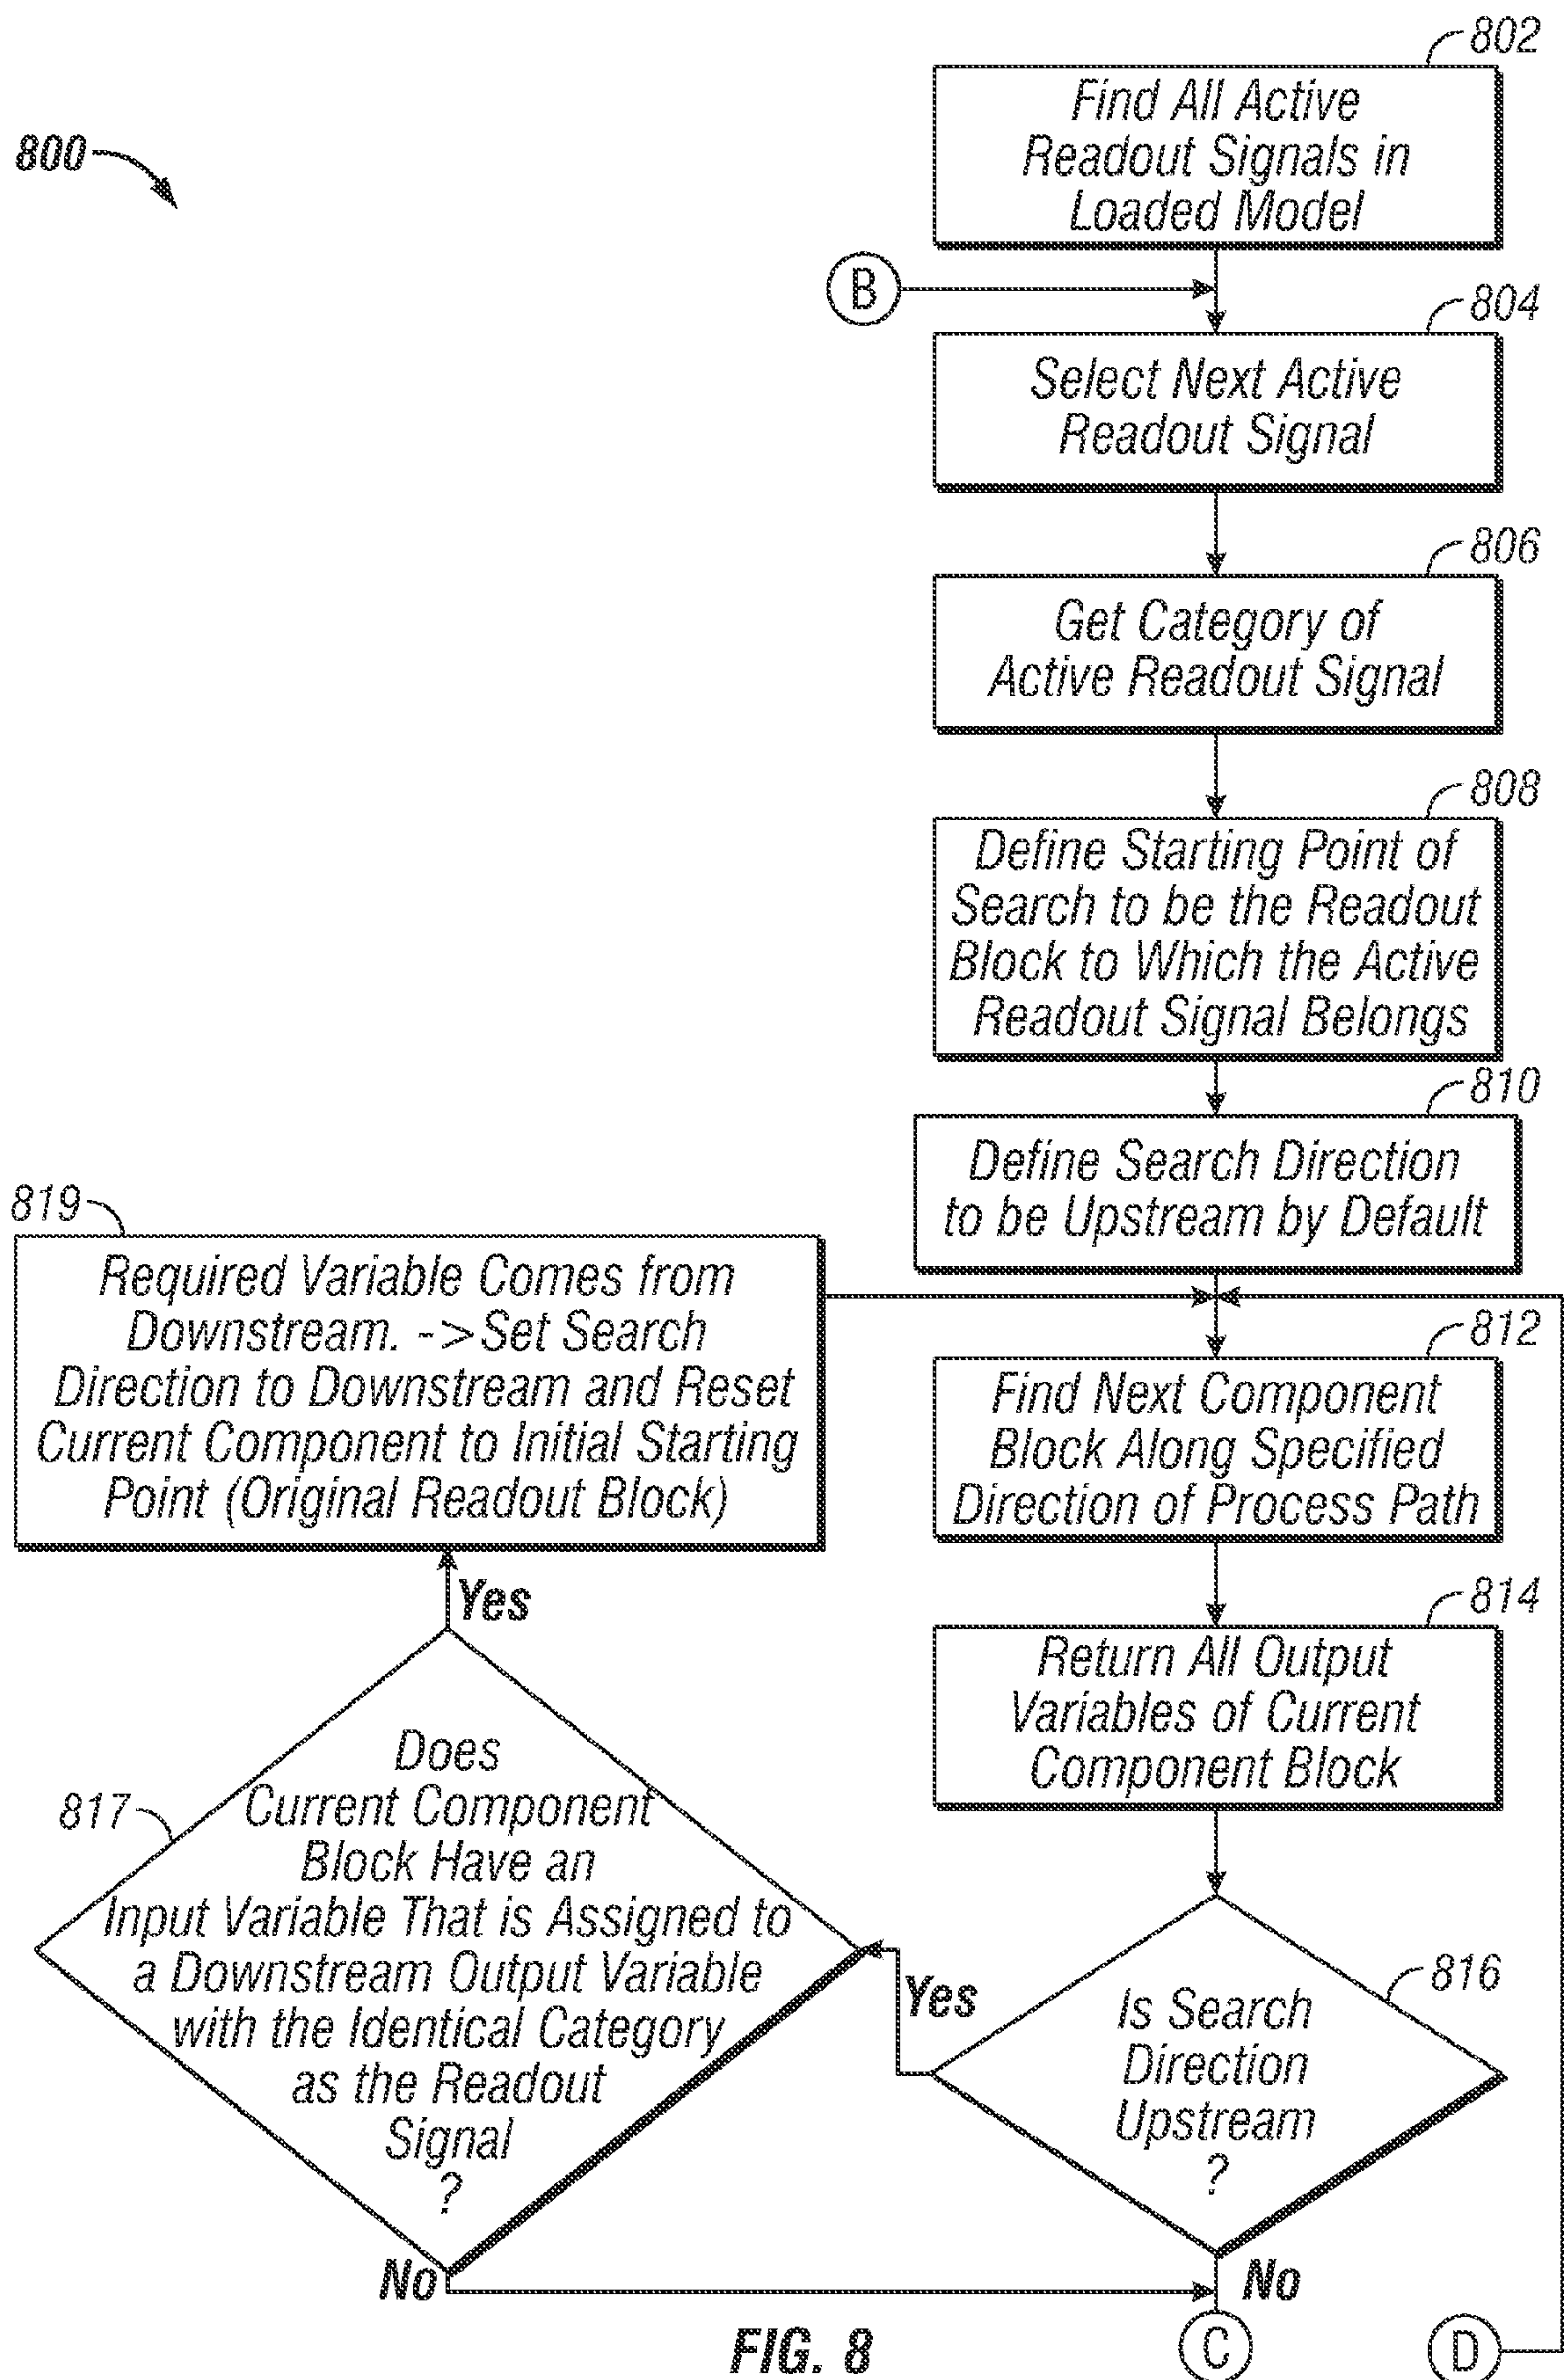 802
Find All Active
Readout Signals in
Loaded Model
800
B
804
Select Next Active
Readout Signal
806
Get Category of
Active Readout Signal
808
Define Starting Point of
Search to be the Readout
Block to Which the Active
Readout Signal Belongs
810
Define Search Direction
to be Upstream by Default
819
Required Variable Comes from
Downstream. ->Set Search
Direction to Downstream and Reset
Current Component to Initial Starting
Point (Original Readout Block)
812
Find Next Component
Block Along Specified
Direction of Process Path
Yes
814
Return All Output
Variables of Current
Component Block
817
Does
Current Component
Block Have an
Input Variable That is Assigned to
a Downstream Output Variable
with the Identical Category
as the Readout
Signal
?
Yes
816
Is Search
Direction
Upstream
?
No
No
C
D
FIG. 8